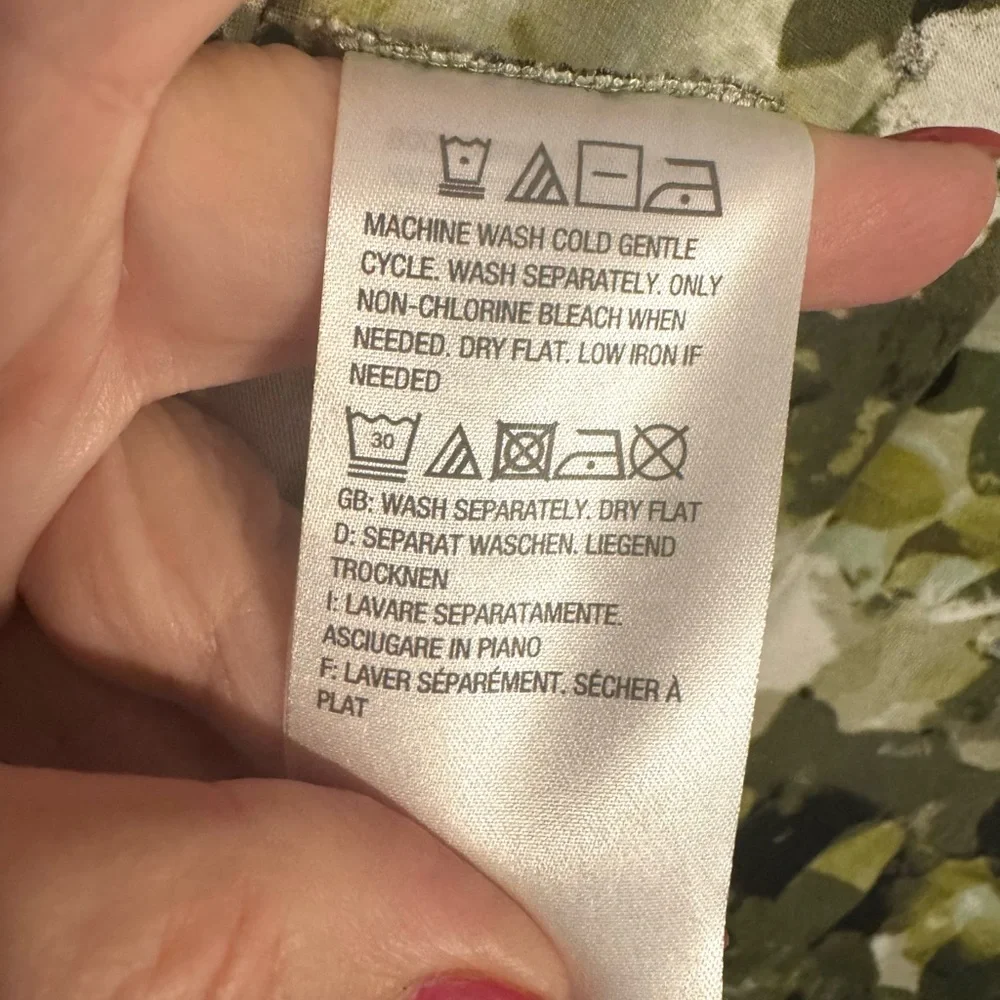 MACHINE WASH COLD GENTLE
CYCLE. WASH SEPARATELY. ONLY
NON-CHLORINE BLEACH WHEN
NEEDED. DRY FLAT. LOW IRON IF
NEEDED
30
GB: WASH SEPARATELY. DRY FLAT
D: SEPARAT WASCHEN. LIEGEND
TROCKNEN
I: LAVARE SEPARATAMENTE.
ASCIUGARE IN PIANO
F: LAVER SÉPARÉMENT. SÉCHER À
PLAT